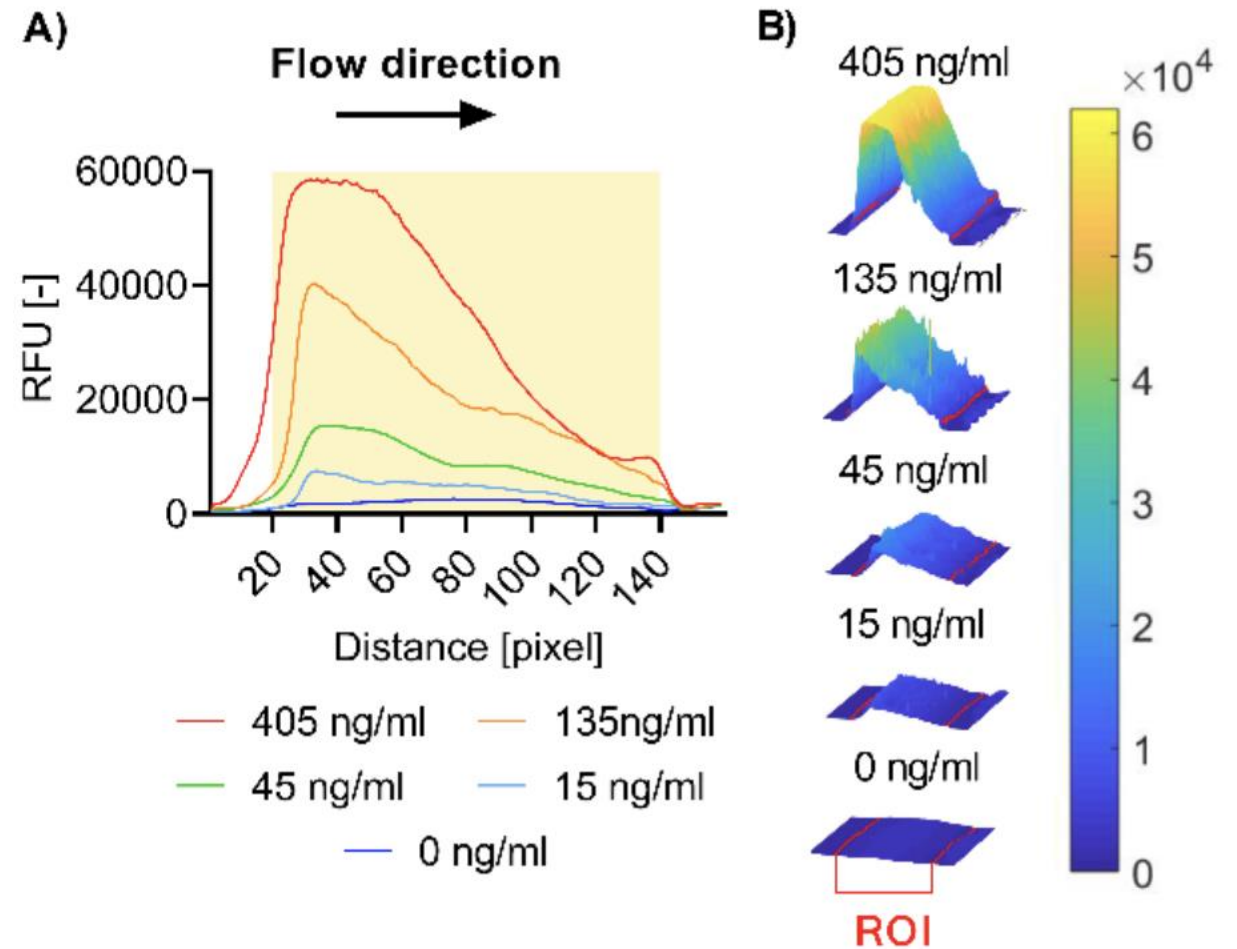 A)
Flow direction
60000
40000
20000
0
RFU [-]
20 40 60 80 100 120 140
Distance [pixel]
405 ng/ml 135ng/ml
45 ng/ml 15 ng/ml
0 ng/ml
B)
405 ng/ml
135 ng/ml
45 ng/ml
15 ng/ml
0 ng/ml
ROI
×10⁴
6
5
4
3
2
1
0